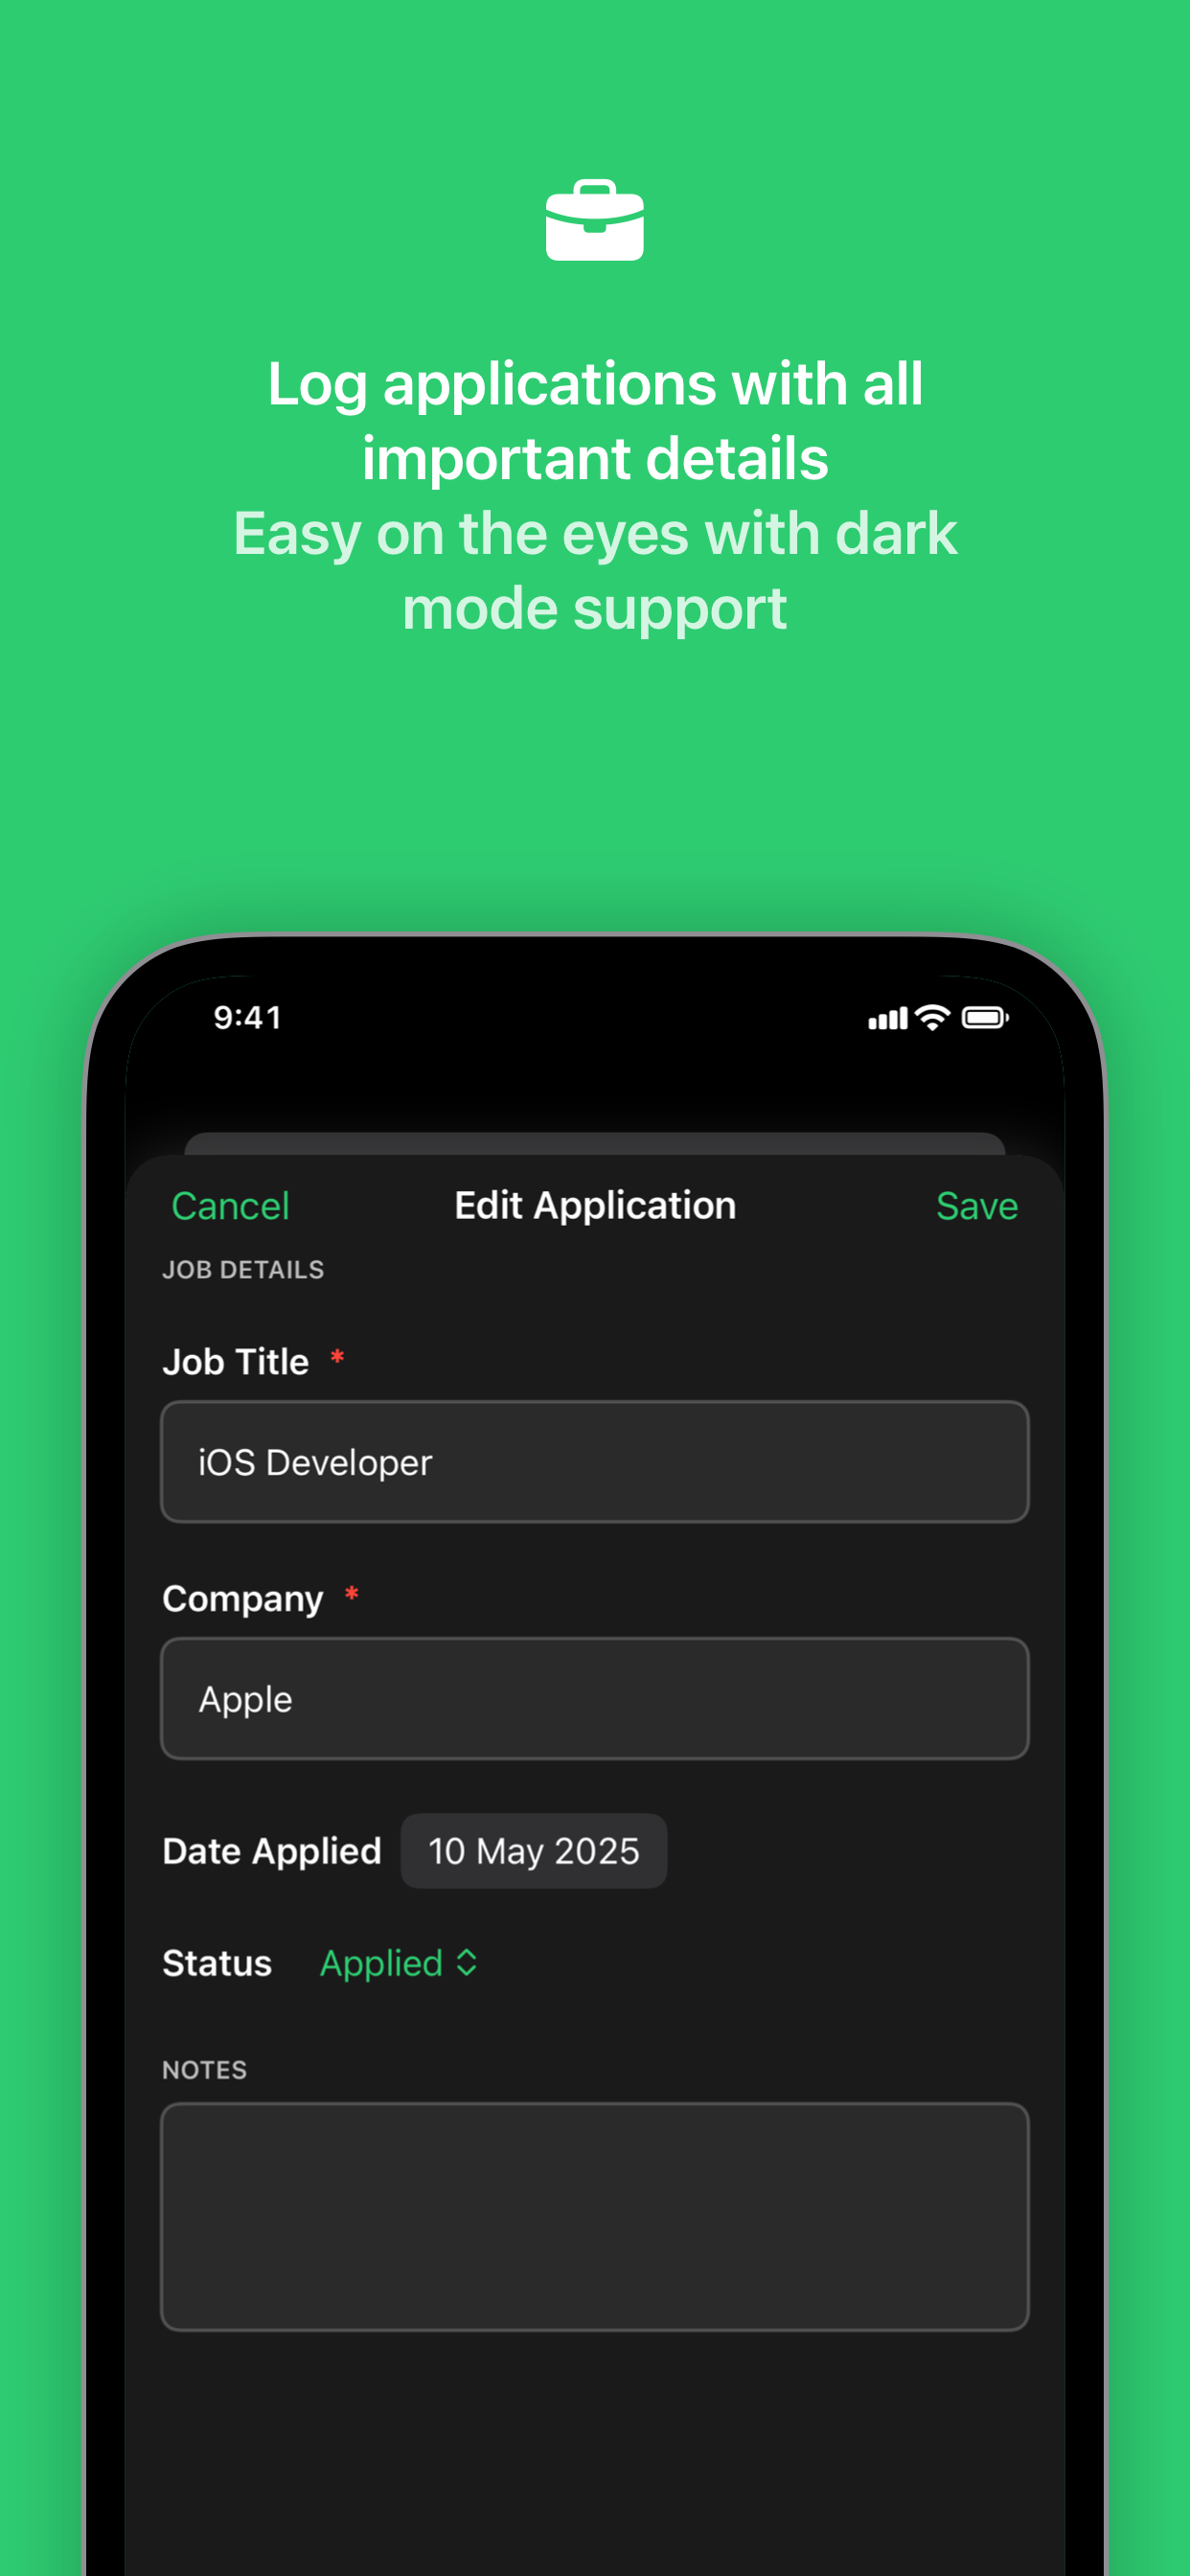 Log applications with all
important details
Easy on the eyes with dark
mode support
9:41
Cancel Edit Application Save
JOB DETAILS
Job Title *
iOS Developer
Company *
Apple
Date Applied 10 May 2025
Status Applied
NOTES